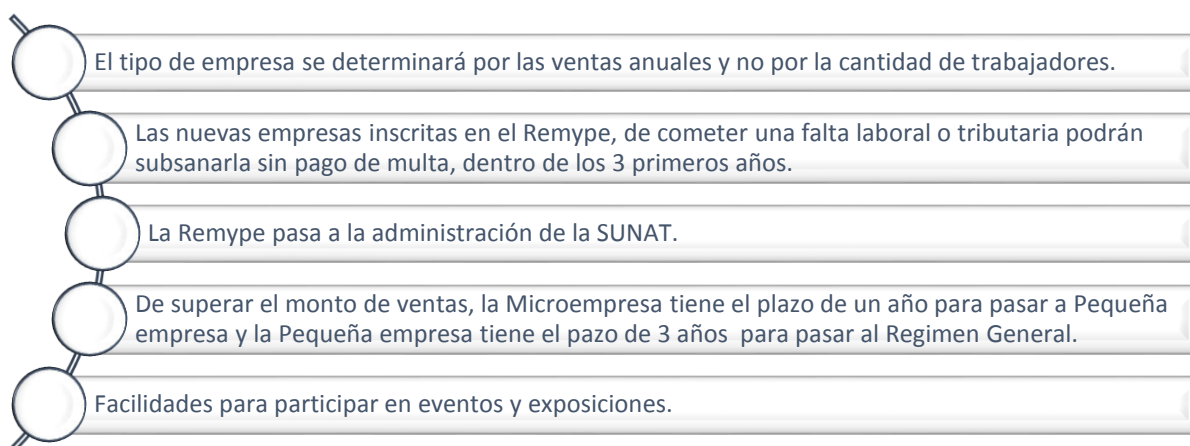 El tipo de empresa se determinará por las ventas anuales y no por la cantidad de trabajadores.
Las nuevas empresas inscritas en el Remype, de cometer una falta laboral o tributaria podrán
subsanarla sin pago de multa, dentro de los 3 primeros años.
La Remype pasa a la administración de la SUNAT.
De superar el monto de ventas, la Microempresa tiene el plazo de un año para pasar a Pequeña
empresa y la Pequeña empresa tiene el pazo de 3 años para pasar al Regimen General.
Facilidades para participar en eventos y exposiciones.